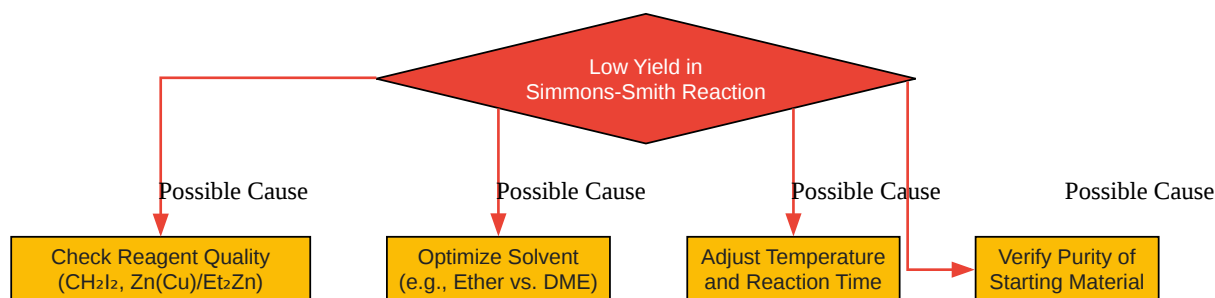 Low Yield in
Simmons-Smith Reaction
Possible Cause
Possible Cause
Possible Cause
Possible Cause
Check Reagent Quality
(CH₂I₂, Zn(Cu)/Et₂Zn)
Optimize Solvent
(e.g., Ether vs. DME)
Adjust Temperature
and Reaction Time
Verify Purity of
Starting Material